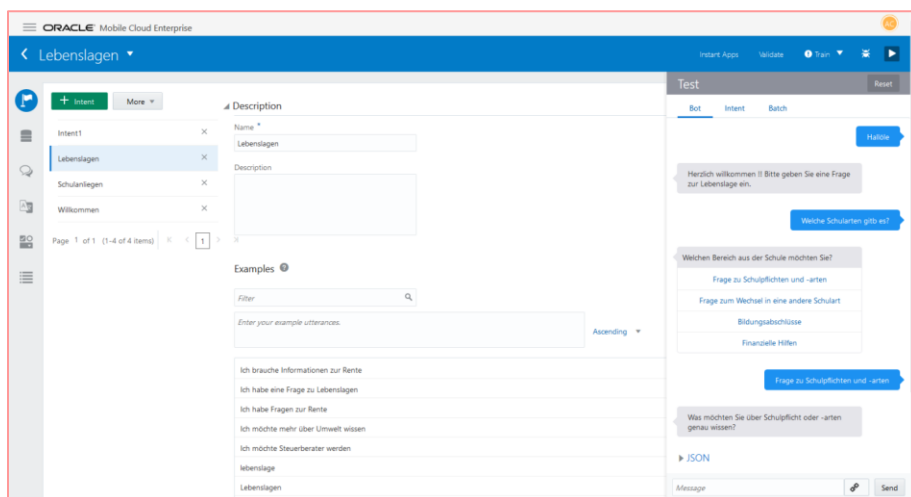 ORACLE Mobile Cloud Enterprise
AC
Lebenslagen
Instant Apps Validate Train
+ Intent More
Intent1
Lebenslagen
Schulanliegen
Willkommen
Page 1 of 1 (1-4 of 4 items) 1
Description
Name *
Lebenslagen
Description
Examples
Filter
Enter your example utterances.
Ascending
Ich brauche Informationen zur Rente
Ich habe eine Frage zu Lebenslagen
Ich habe Fragen zur Rente
Ich möchte mehr über Umwelt wissen
Ich möchte Steuerberater werden
lebenslage
Lebenslagen
Test Reset
Bot Intent Batch
Herzlich willkommen !! Bitte geben Sie eine Frage
zur Lebenslage ein.
Welche Schularten gitb es?
Welchen Bereich aus der Schule möchten Sie?
Frage zu Schulpflichten und -arten
Frage zum Wechsel in eine andere Schulart
Bildungsabschlüsse
Finanzielle Hilfen
Frage zu Schulpflichten und -arten
Was möchten Sie über Schulpflicht oder -arten
genau wissen?
JSON
Message Send